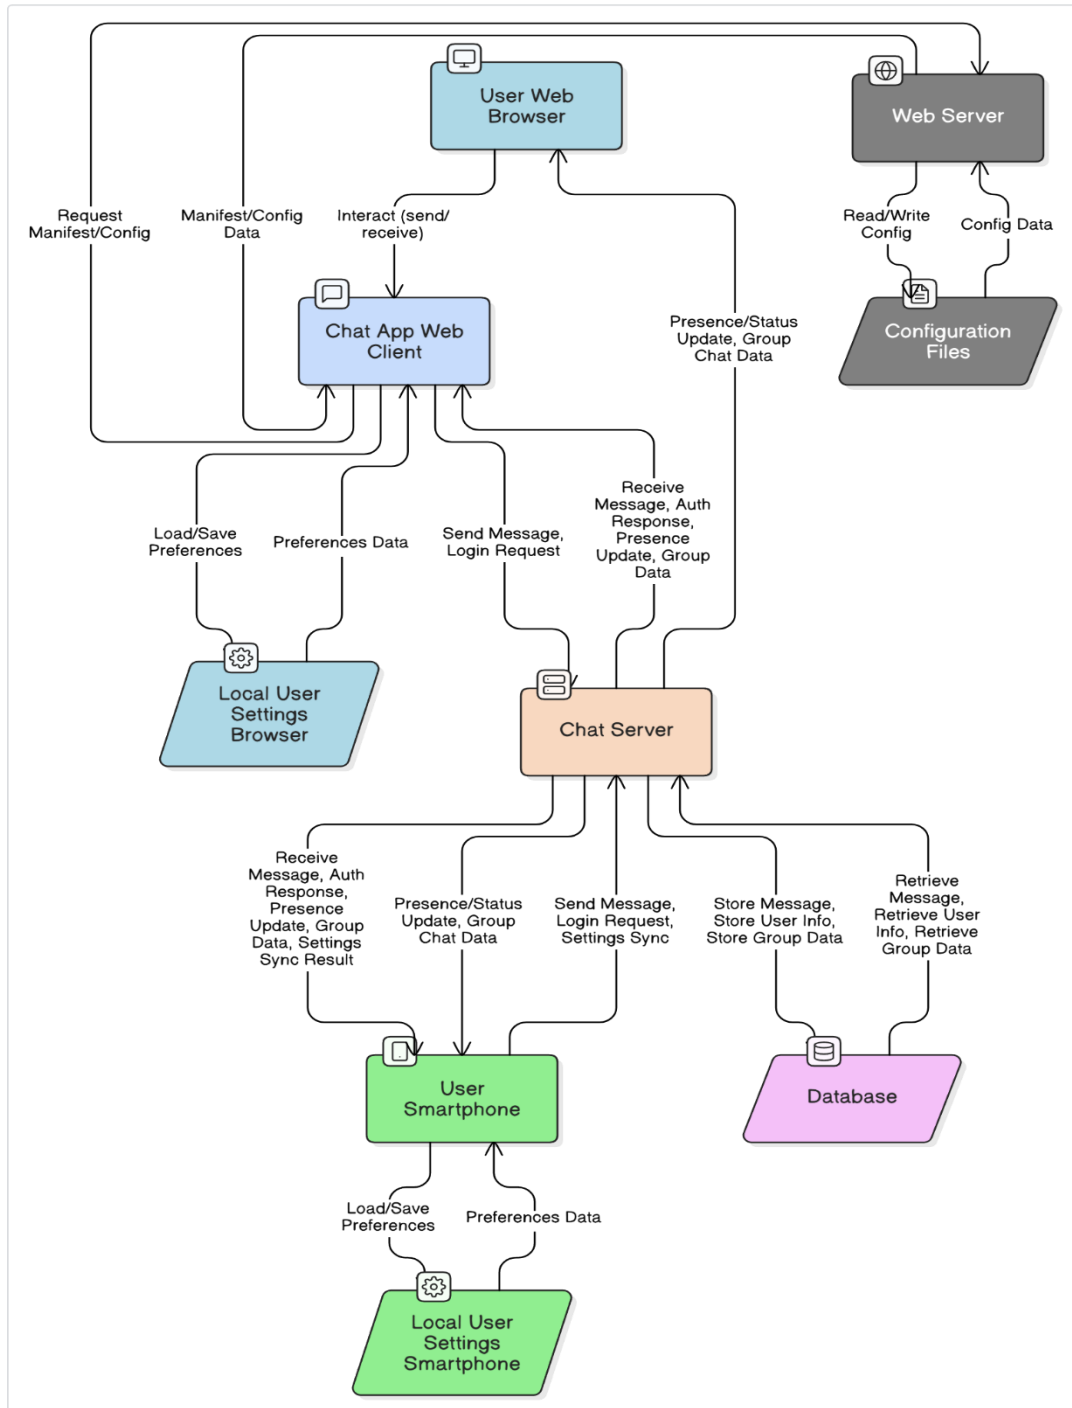 User Web
Browser
Web Server
Request
Manifest/Config
Manifest/Config
Data
Interact (send/
receive)
Read/Write
Config
Config Data
Chat App Web
Client
Presence/Status
Update, Group
Chat Data
Configuration
Files
Load/Save
Preferences
Preferences Data
Send Message,
Login Request
Receive
Message, Auth
Response,
Presence
Update, Group
Data
Local User
Settings
Browser
Chat Server
Receive
Message, Auth
Response,
Presence
Update, Group
Data, Settings
Sync Result
Presence/Status
Update, Group
Chat Data
Send Message,
Login Request,
Settings Sync
Store Message,
Store User Info,
Store Group Data
Retrieve
Message,
Retrieve User
Info, Retrieve
Group Data
User
Smartphone
Database
Load/Save
Preferences
Preferences Data
Local User
Settings
Smartphone